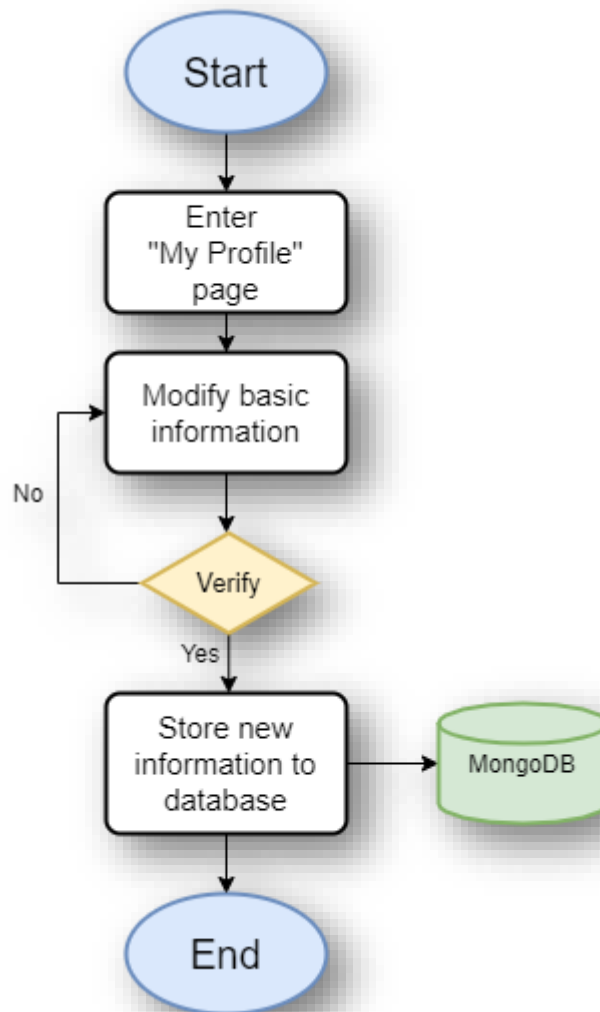 Start
Enter
"My Profile"
page
Modify basic
information
No
Verify
Yes
Store new
information to
database
MongoDB
End